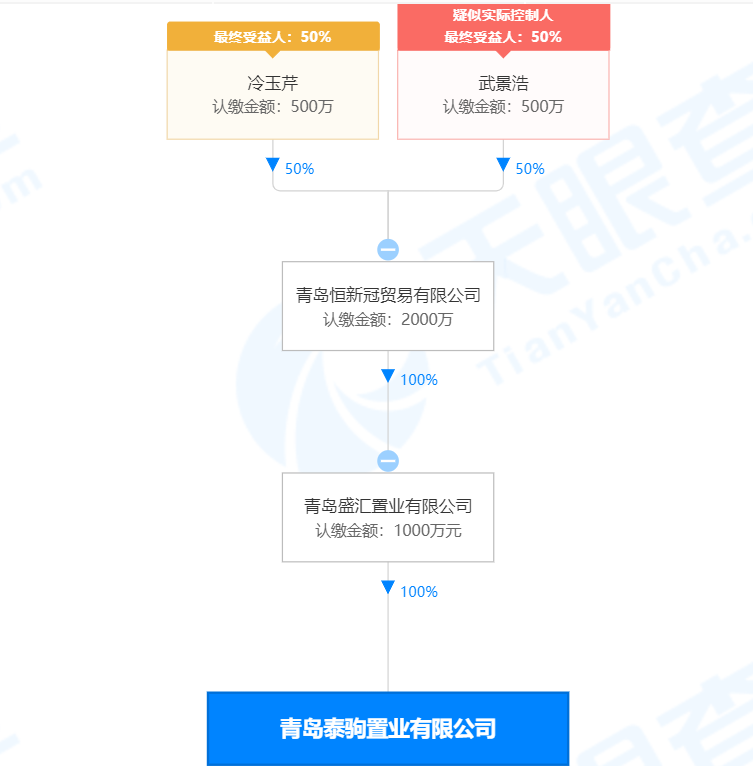 疑似实际控制人
最终受益人：50%
最终受益人：50%
冷玉芹
认缴金额：500万
武景浩
认缴金额：500万
50%
50%
青岛恒新冠贸易有限公司
认缴金额：2000万
100%
青岛盛汇置业有限公司
认缴金额：1000万元
100%
青岛泰驹置业有限公司
天眼查
TianYanCha.